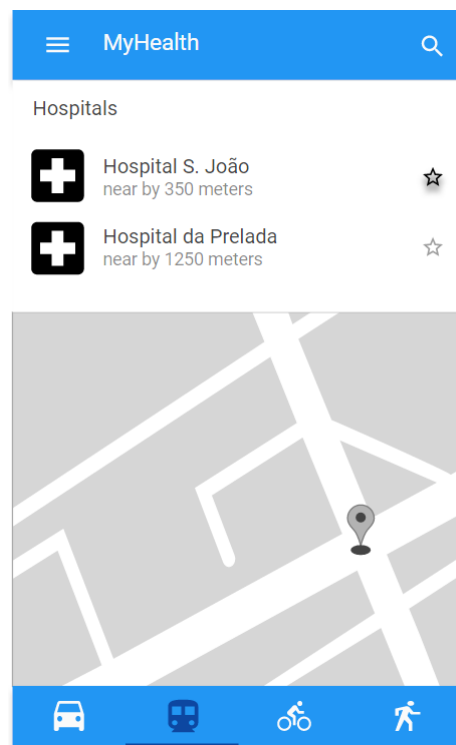 MyHealth
Hospitals
Hospital S. João
near by 350 meters
Hospital da Prelada
near by 1250 meters